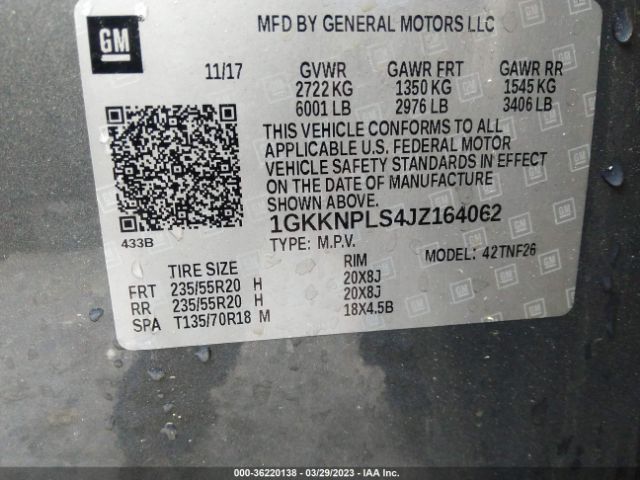 GM
MFD BY GENERAL MOTORS LLC
11/17 GVWR GAWR FRT GAWR RR
2722 KG 1350 KG 1545 KG
6001 LB 2976 LB 3406 LB
THIS VEHICLE CONFORMS TO ALL
APPLICABLE U.S. FEDERAL MOTOR
VEHICLE SAFETY STANDARDS IN EFFECT
ON THE DATE OF MANUFACTURE
SHOWN ABOVE.
433B 1GKKNPLS4JZ164062
TYPE: M.P.V. MODEL: 42TNF26
TIRE SIZE RIM
FRT 235/55R20 H 20X8J
RR 235/55R20 H 20X8J
SPA T135/70R18 M 18X4.5B
000-36220138 - 03/29/2023 - IAA Inc.